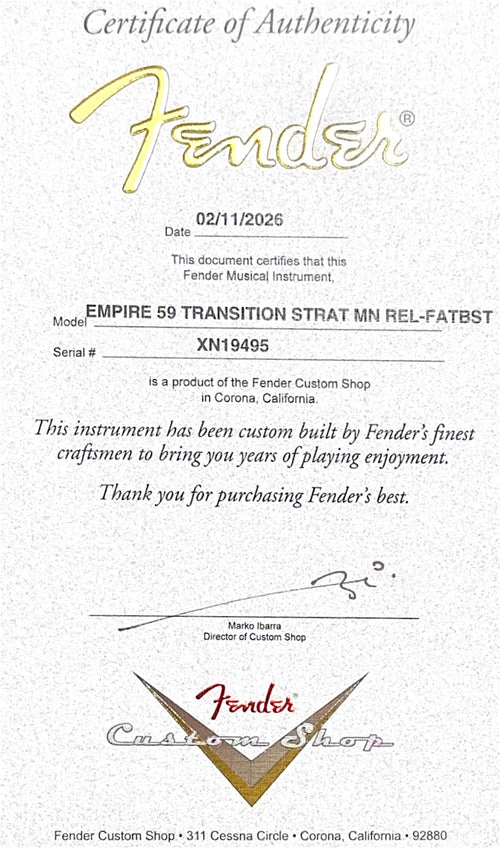 Certificate of Authenticity
Fender®
Date 02/11/2026
This document certifies that this
Fender Musical Instrument,
Model EMPIRE 59 TRANSITION STRAT MN REL-FATBST
Serial # XN19495
is a product of the Fender Custom Shop
in Corona, California.
This instrument has been custom built by Fender's finest
craftsmen to bring you years of playing enjoyment.
Thank you for purchasing Fender's best.
Marko Ibarra
Director of Custom Shop
Fender®
Custom Shop
Fender Custom Shop • 311 Cessna Circle • Corona, California • 92880